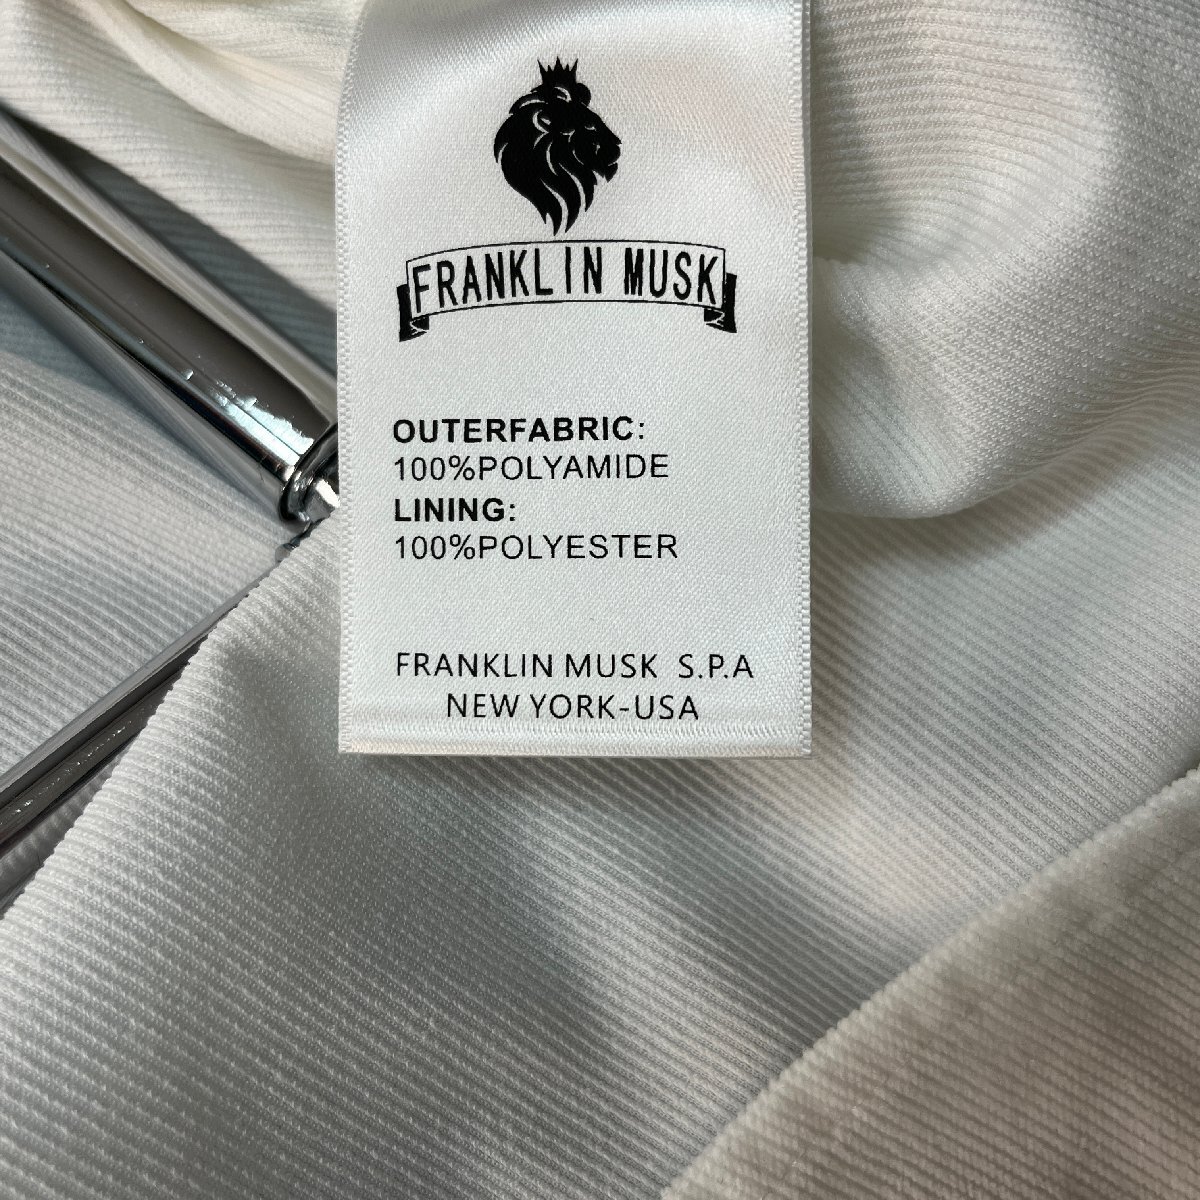 FRANKLIN MUSK
OUTERFABRIC:
100%POLYAMIDE
LINING:
100%POLYESTER
FRANKLIN MUSK S.P.A
NEW YORK-USA